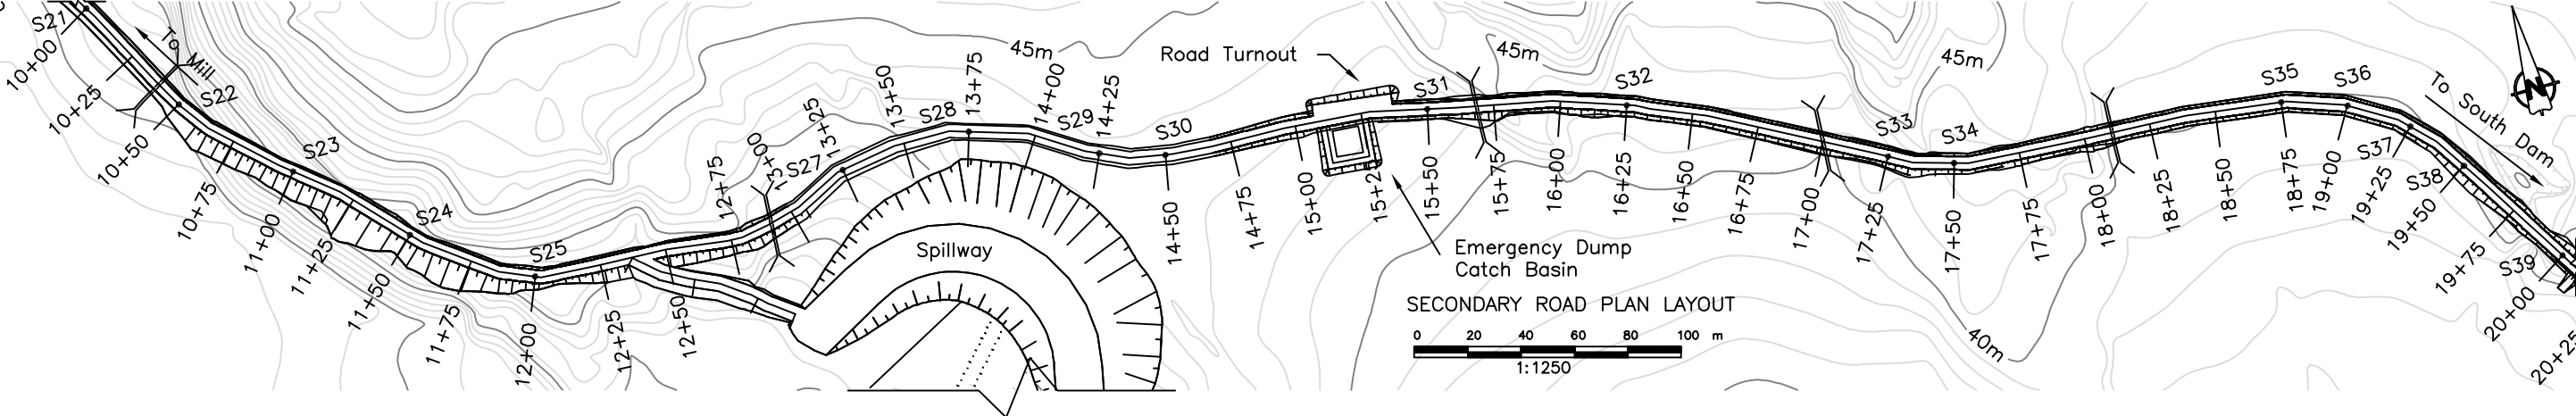 S21
10+00
To Mill
10+25
S22
10+50
S23
10+75
11+00
11+25
S24
11+50
11+75
S25
12+00
12+25
12+50
12+75
13+00
S27
13+25
13+50
S28
13+75
45m
14+00
S29
14+25
S30
14+50
Spillway
14+75
Road Turnout
15+00
15+25
S31
15+50
45m
15+75
Emergency Dump
Catch Basin
16+00
S32
16+25
16+50
16+75
17+00
17+25
S33
S34
45m
17+50
17+75
18+00
18+25
18+50
S35
18+75
S36
19+00
S37
19+25
To South Dam
S38
19+50
19+75
S39
20+00
20+25
N
40m
SECONDARY ROAD PLAN LAYOUT
0 20 40 60 80 100 m
1:1250